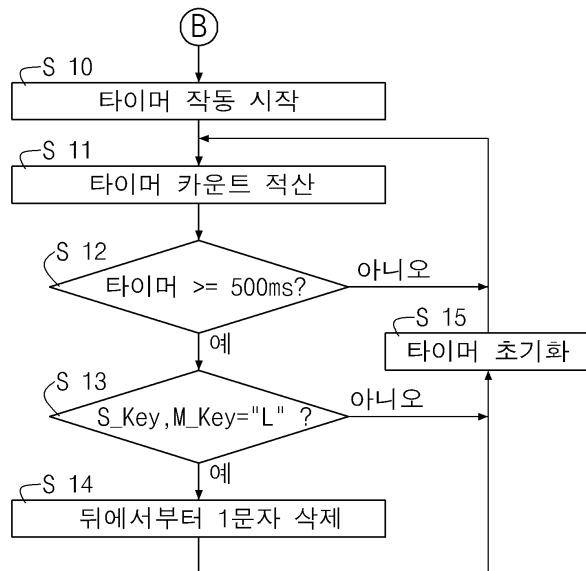 B
S 10
타이머 작동 시작
S 11
타이머 카운트 적산
S 12
타이머 >= 500ms?
아니오
예
S 15
타이머 초기화
S 13
S_Key,M_Key="L" ?
아니오
예
S 14
뒤에서부터 1문자 삭제